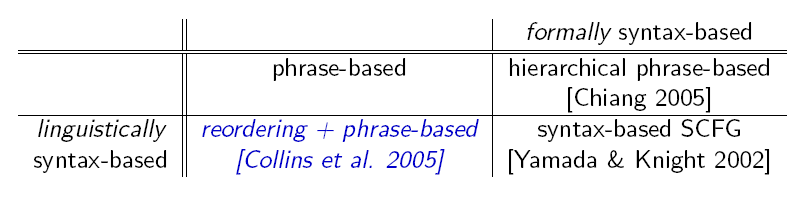 formally syntax-based
phrase-based hierarchical phrase-based
[Chiang 2005]
linguistically reordering + phrase-based syntax-based SCFG
syntax-based [Collins et al. 2005] [Yamada & Knight 2002]